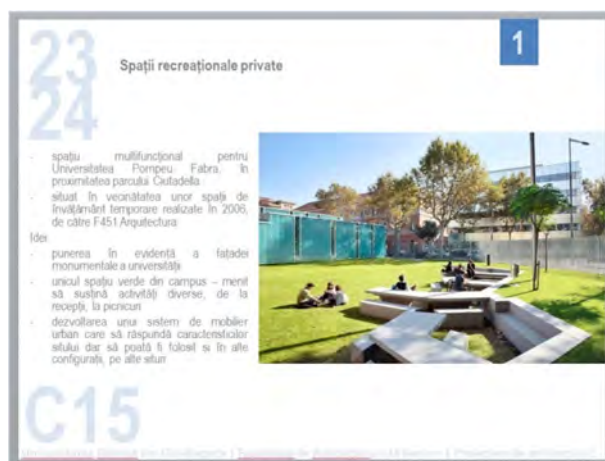 23
24
1
Spații recreaționale private
- spațiu multifuncțional pentru
Universitatea Pompeu Fabra, în
proximitatea parcului Ciutadella
- situat în vecinătatea unor spații de
învățământ temporare realizate în 2006,
de către F451 Arquitectura
Idei
- punerea în evidență a fațadei
monumentale a universității
- unicul spațiu verde din campus – menit
să susțină activități diverse, de la
recepții, la picnicuri
- dezvoltarea unui sistem de mobilier
urban care să răspundă caracteristicilor
sitului dar să poată fi folosit si în alte
configurații, pe alte situri
C15